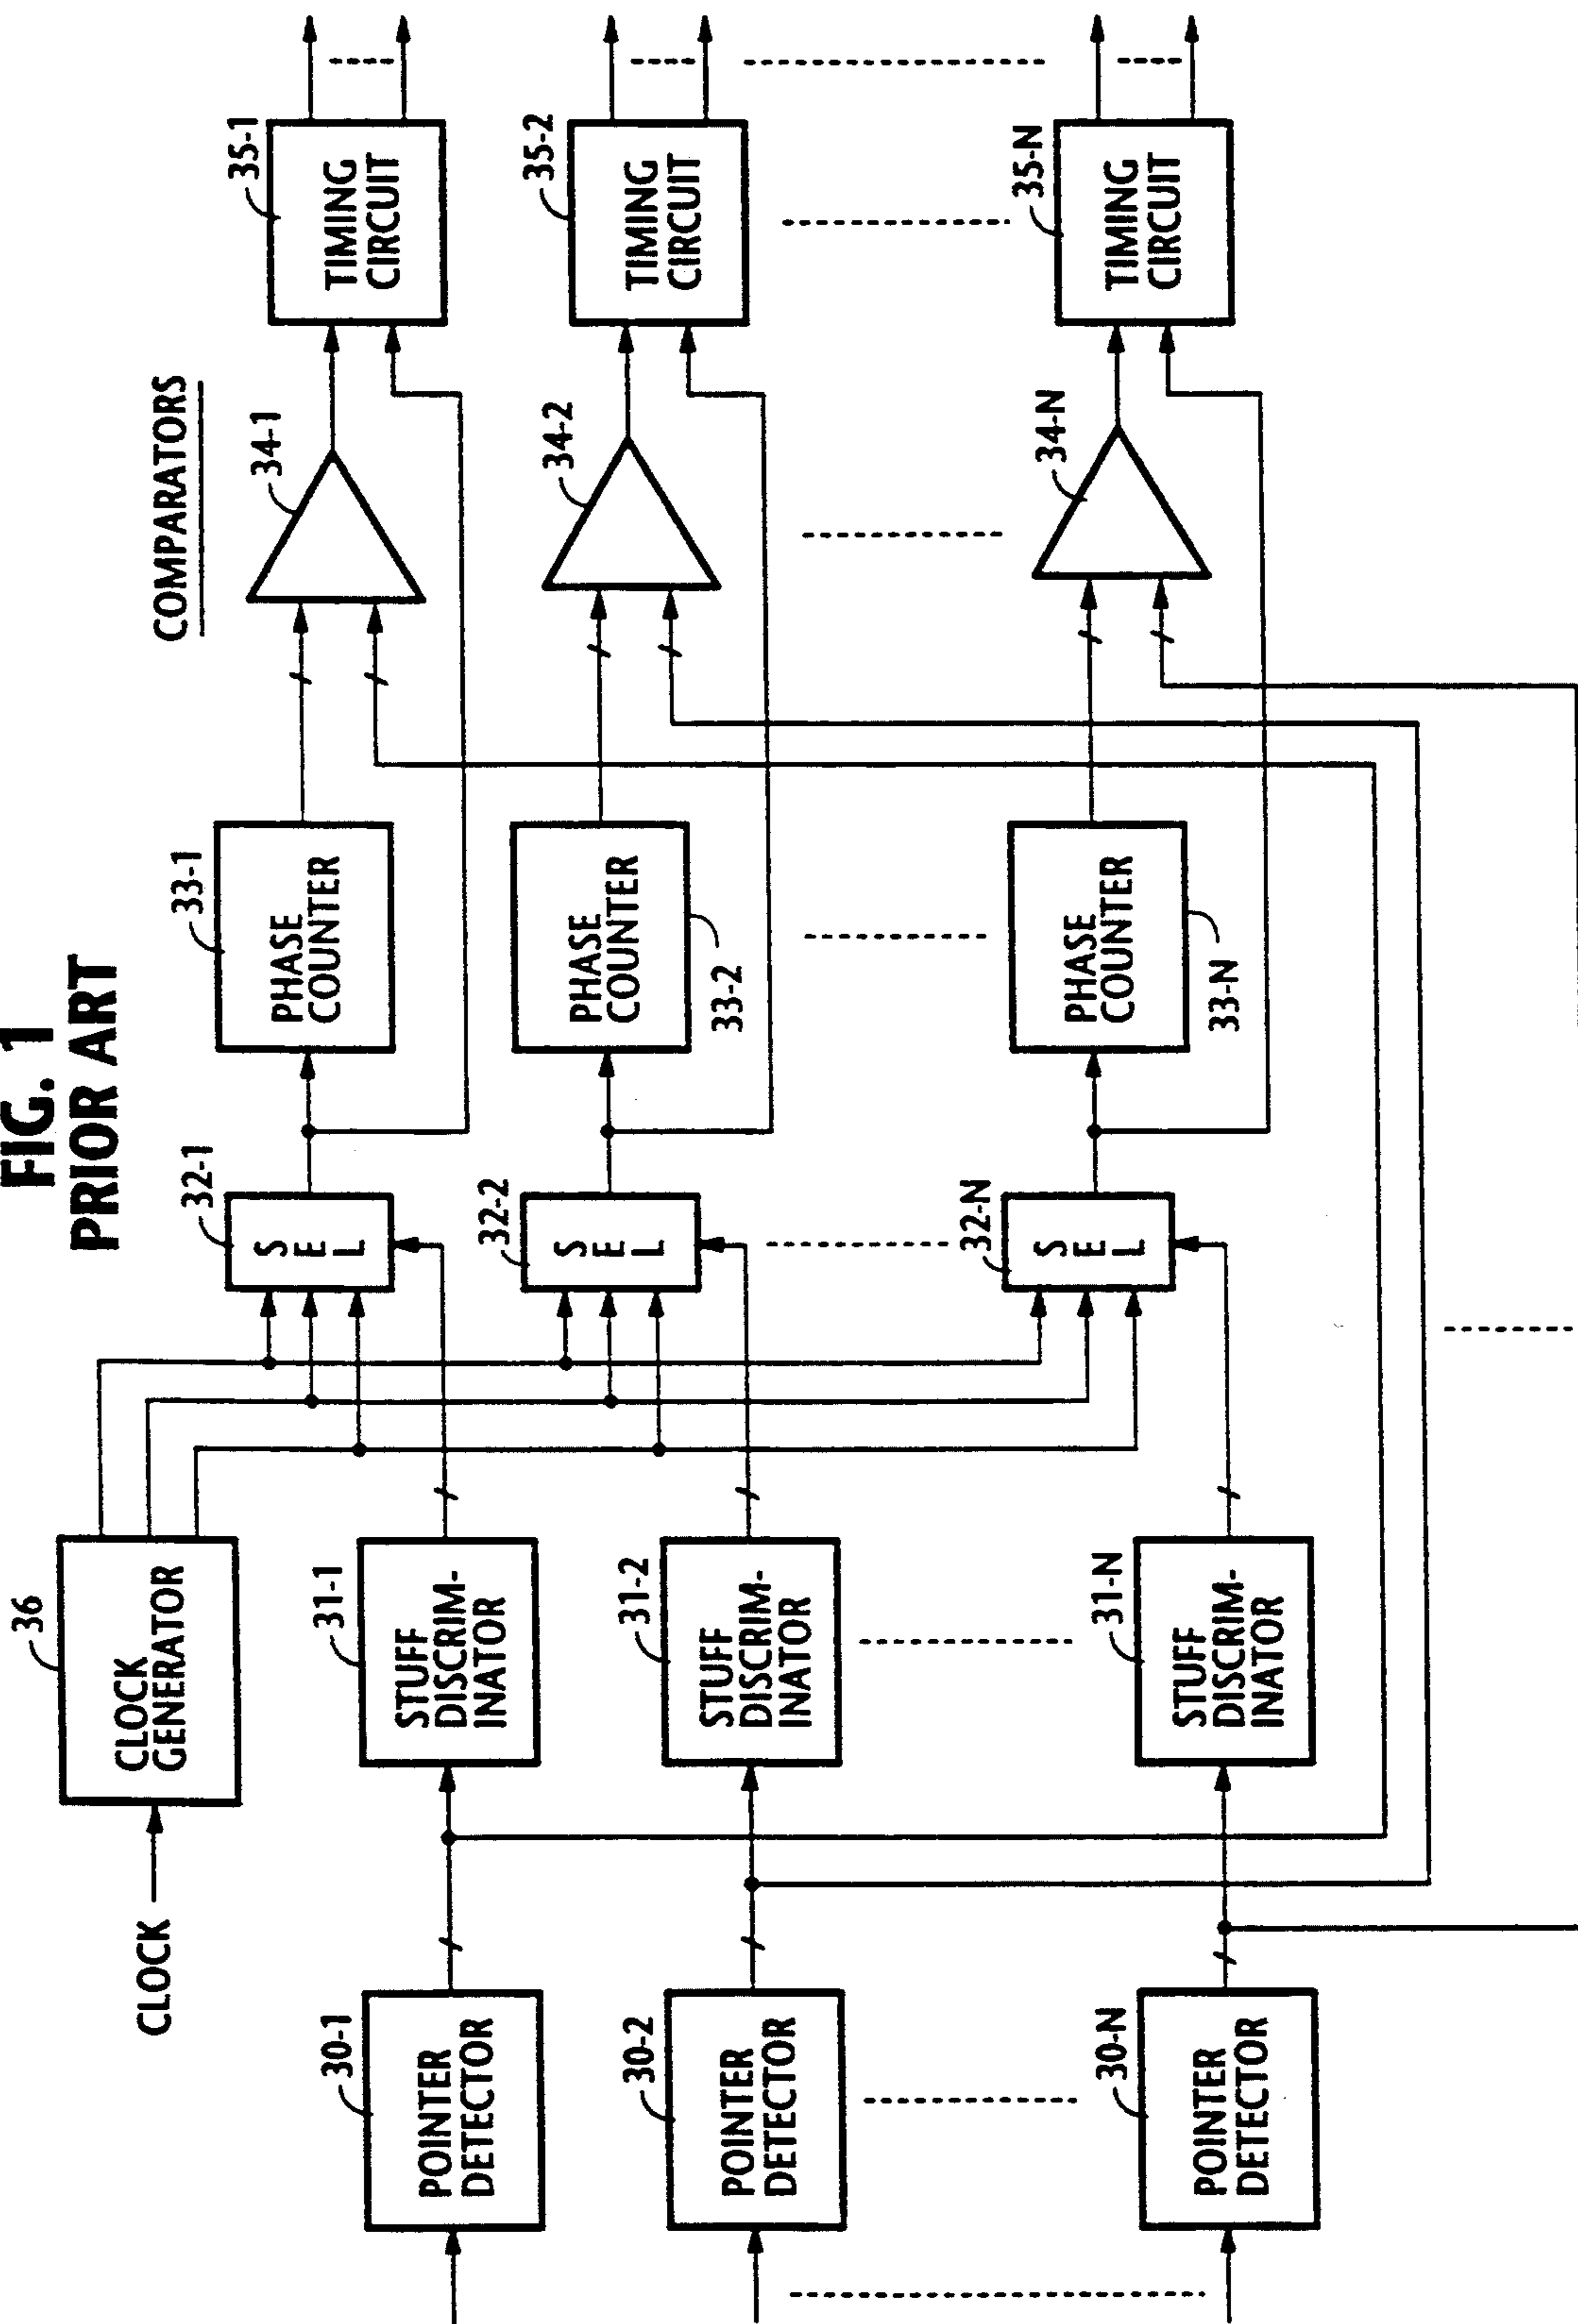 FIG. 1
PRIOR ART
36
CLOCK
CLOCK
GENERATOR
COMPARATORS
30-1
POINTER
DETECTOR
31-1
STUFF
DISCRIM-
INATOR
32-1
S
E
L
33-1
PHASE
COUNTER
34-1
35-1
TIMING
CIRCUIT
30-2
POINTER
DETECTOR
31-2
STUFF
DISCRIM-
INATOR
32-2
S
E
L
PHASE
COUNTER
33-2
34-2
35-2
TIMING
CIRCUIT
30-N
POINTER
DETECTOR
31-N
STUFF
DISCRIM-
INATOR
32-N
S
E
L
PHASE
COUNTER
33-N
34-N
35-N
TIMING
CIRCUIT